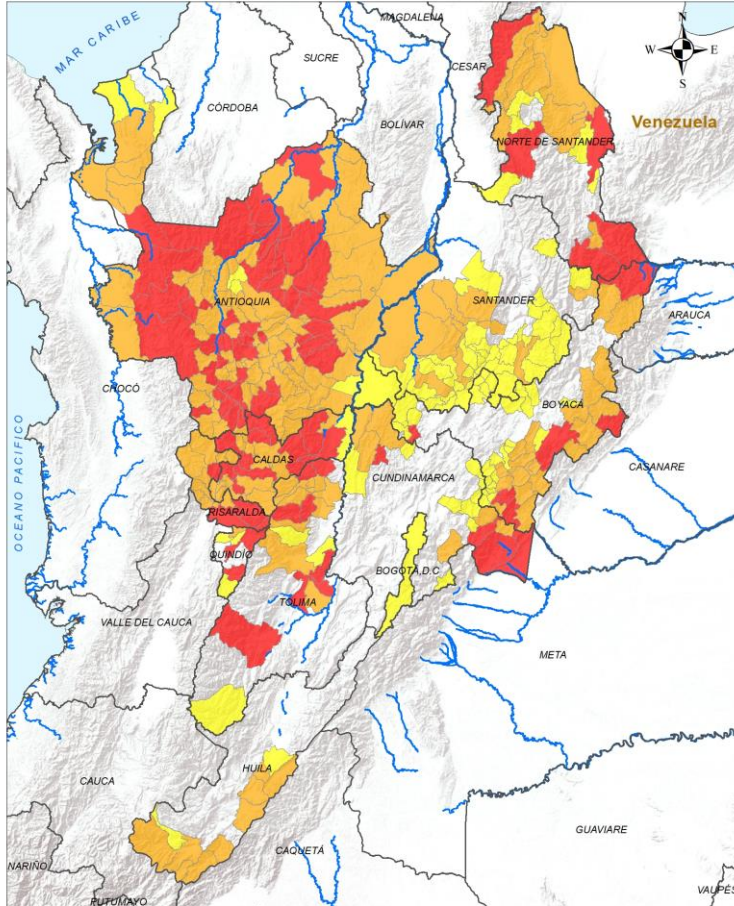 MAGDALENA
MAR CARIBE
N
SUCRE
CESAR
W
E
CÓRDOBA
S
BOLÍVAR
Venezuela
NORTE DE SANTANDER
ANTIOQUIA
SANTANDER
ARAUCA
CHOCÓ
BOYACÁ
CALDAS
CUNDINAMARCA
CASANARE
OCEANO PACIFICO
RISARALDA
QUINDÍO
BOGOTÁ, D.C
TOLIMA
VALLE DEL CAUCA
META
HUILA
CAUCA
GUAVIARE
CAQUETÁ
NARIÑO
VAUPÉS
PUTUMAYO